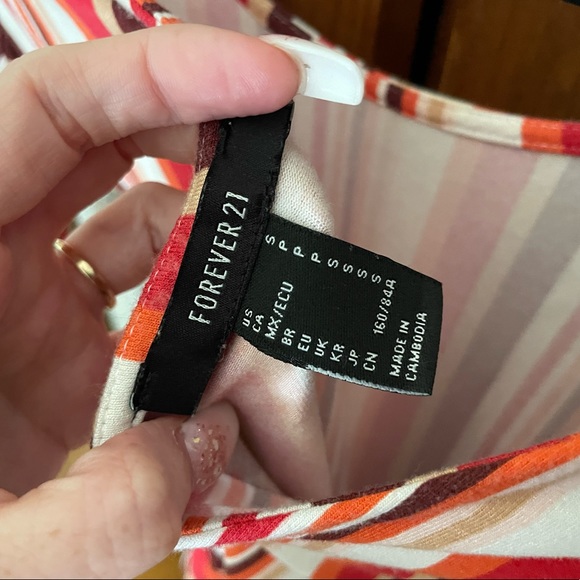 FOREVER 21
US S
CA P
MX/ECU P
BR P
EU S
UK S
KR S
JP S
CN 160/84A
MADE IN
CAMBODIA